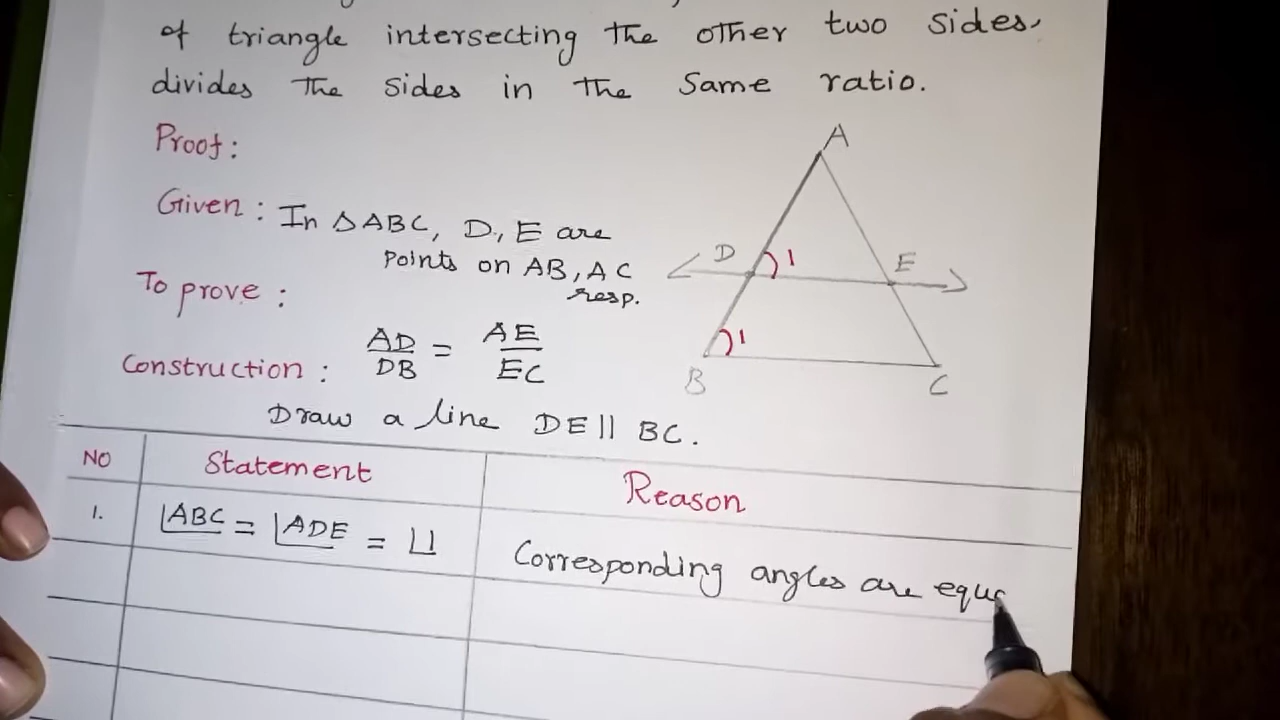 of triangle intersecting the other two sides.
divides the sides in the same ratio.
Proof:
Given: In △ABC, D, E are
points on AB, AC
resp.
To prove:
AD/DB = AE/EC
Construction:
Draw a line DE || BC.
A
D
1
E
1
B
C
NO Statement Reason
1. ∠ABC = ∠ADE = ∠1 Corresponding angles are equa